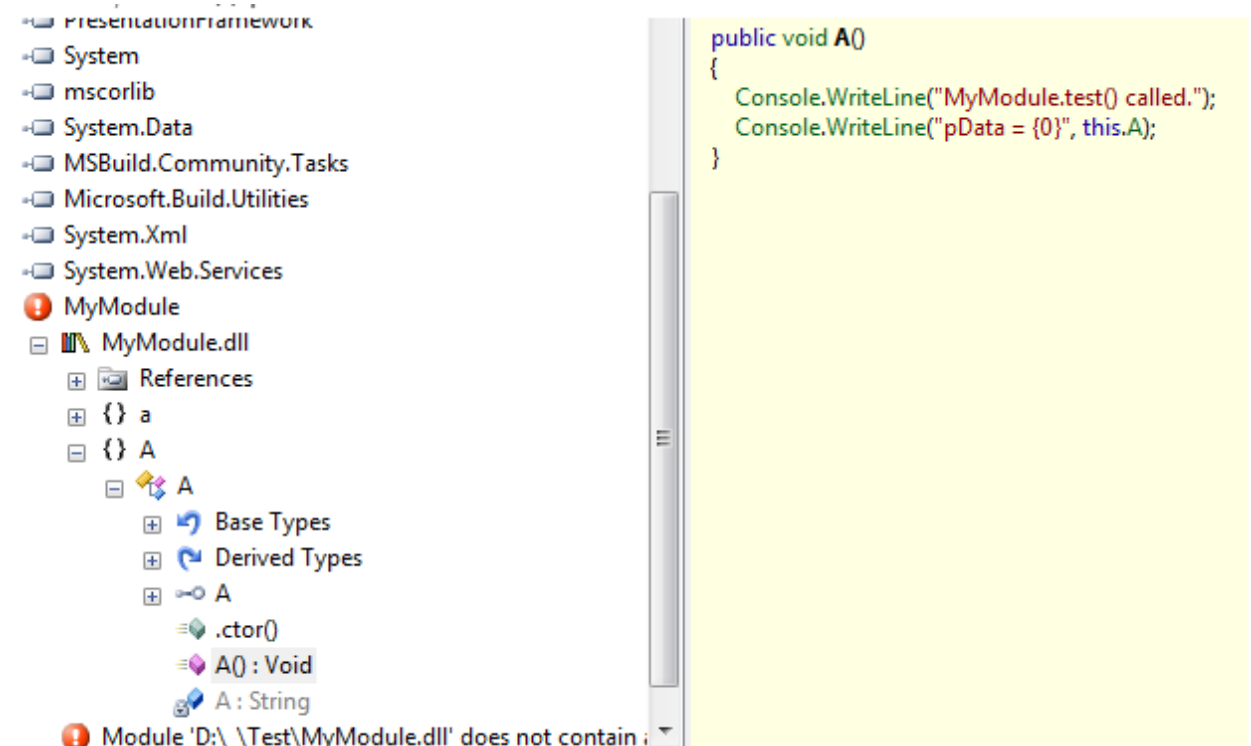 PresentationFramework
System
mscorlib
System.Data
MSBuild.Community.Tasks
Microsoft.Build.Utilities
System.Xml
System.Web.Services
MyModule
MyModule.dll
References
{} a
{} A
A
Base Types
Derived Types
A
.ctor()
A() : Void
A : String
Module 'D:\_\Test\MyModule.dll' does not contain
public void A()
{
Console.WriteLine("MyModule.test() called.");
Console.WriteLine("pData = {0}", this.A);
}